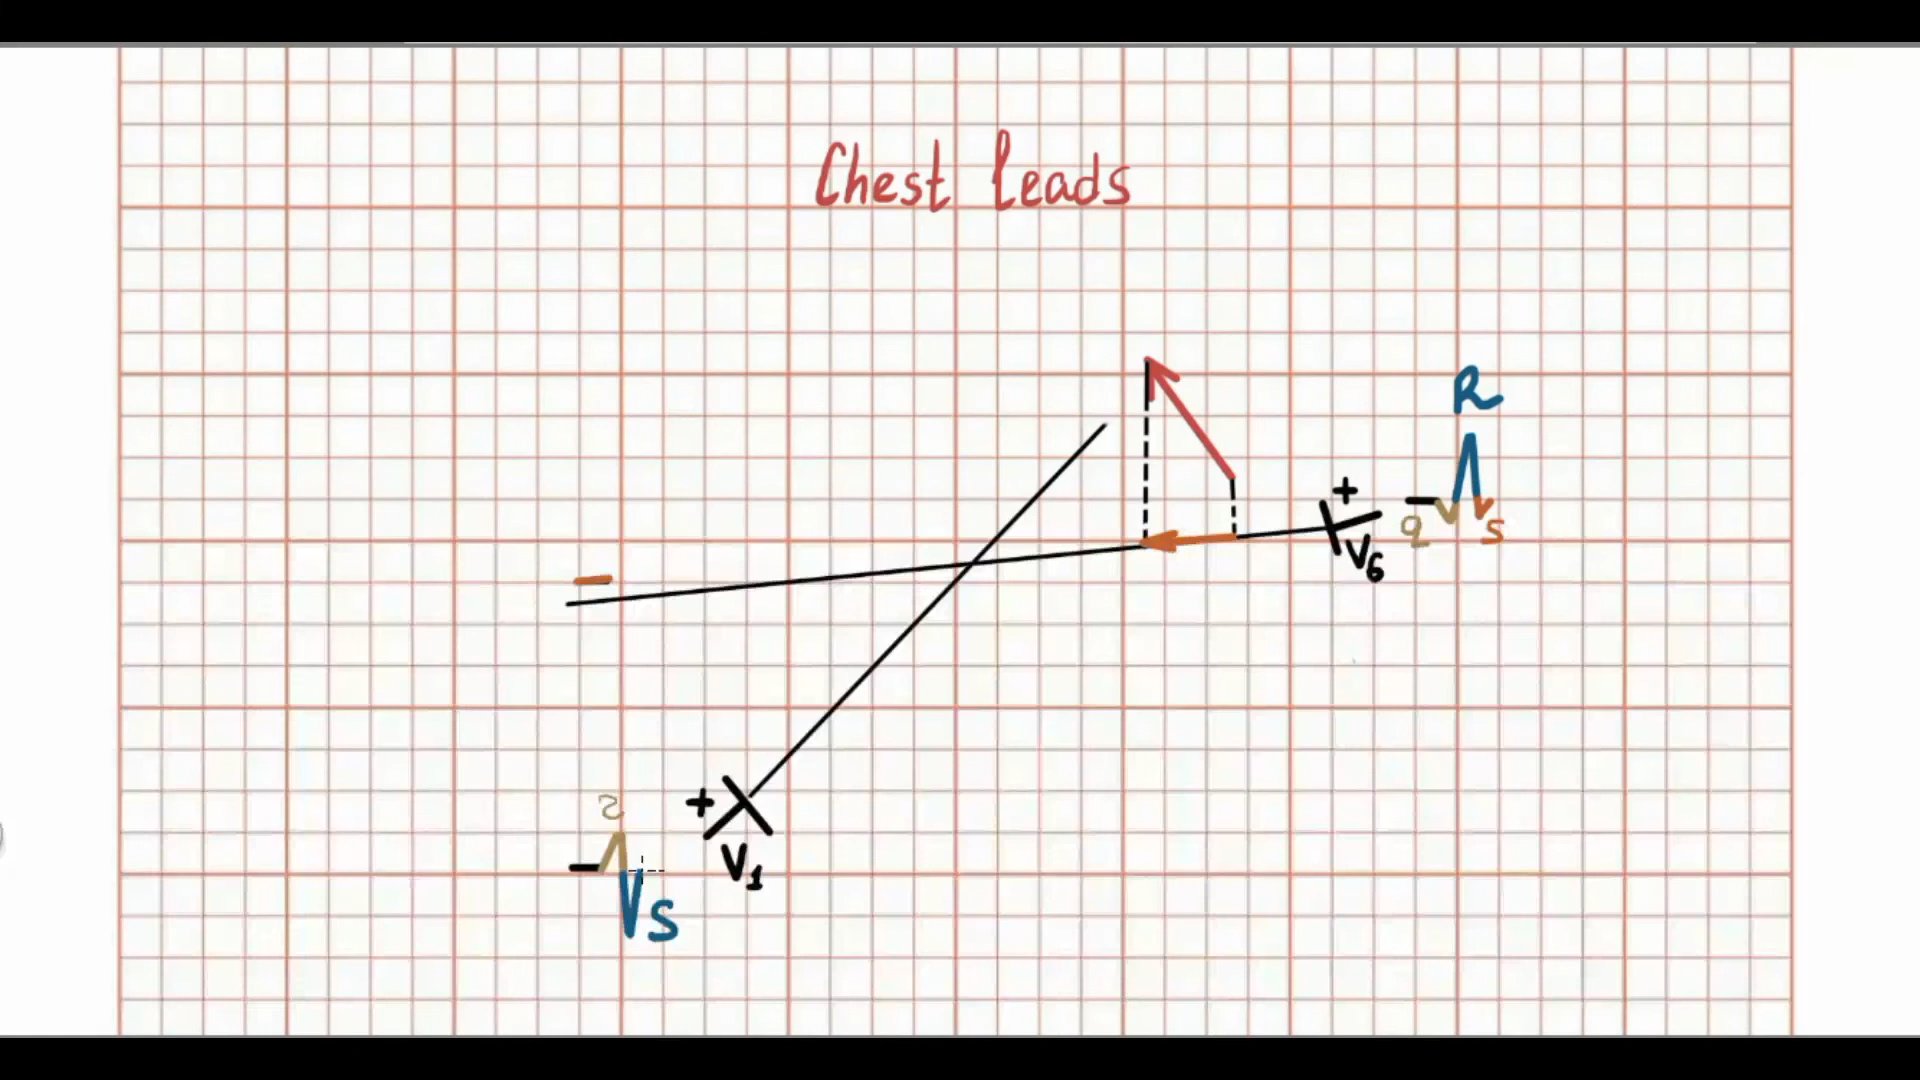 Chest leads
R
+
-
q
s
V6
-
+
-
V1
s